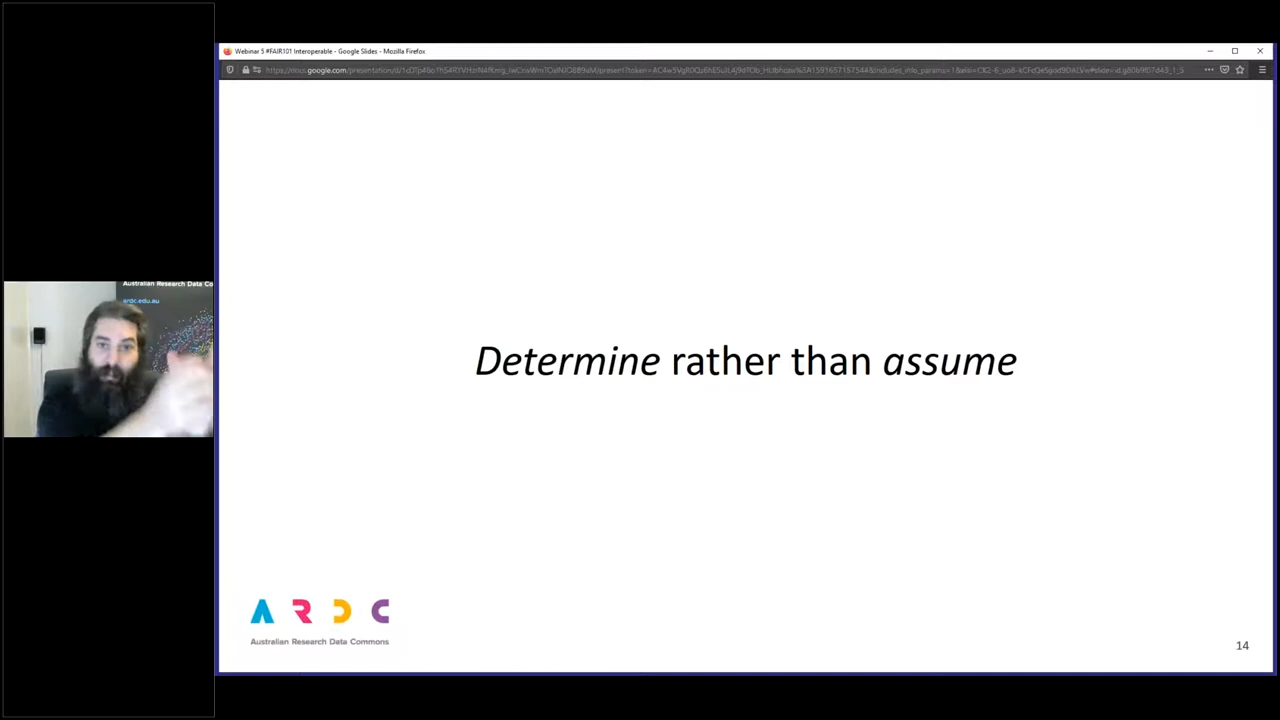 Webinar 5 #FAIR101 Interoperable - Google Slides - Mozilla Firefox
Australian Research Data Co
ardc.edu.au
Determine rather than assume
A R D C
Australian Research Data Commons
14